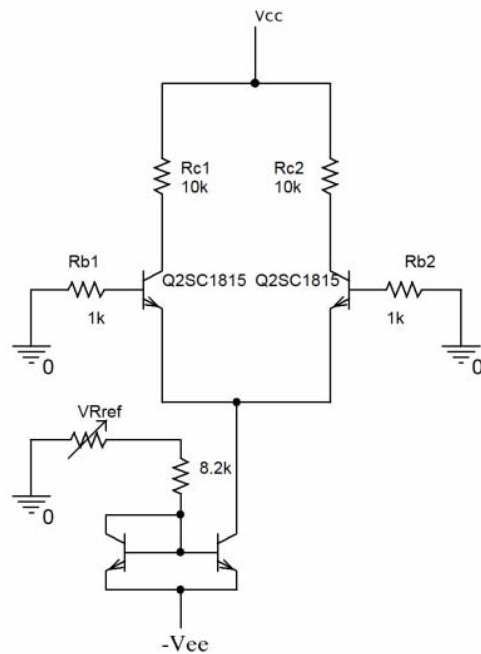 Vcc
Rc1
10k
Rc2
10k
Rb1
1k
Q2SC1815
Q2SC1815
Rb2
1k
0
0
VRref
8.2k
0
-Vee